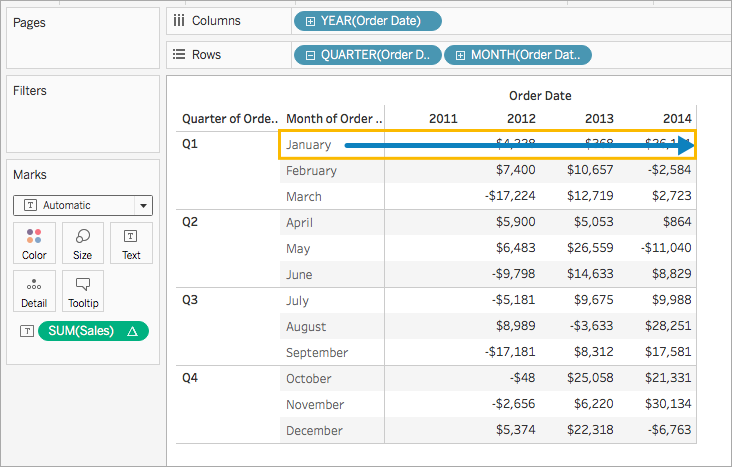 Pages
Columns
YEAR(Order Date)
Rows
QUARTER(Order D..
MONTH(Order Dat..
Filters
Marks
Automatic
Color
Size
Text
Detail
Tooltip
SUM(Sales)
Order Date
Quarter of Orde.. Month of Order .. 2011 2012 2013 2014
Q1 January
February $7,400 $10,657 -$2,584
March -$17,224 $12,719 $2,723
Q2 April $5,900 $5,053 $864
May $6,483 $26,559 -$11,040
June -$9,798 $14,633 $8,829
Q3 July -$5,181 $9,675 $9,988
August $8,989 -$3,633 $28,251
September -$17,181 $8,312 $17,581
Q4 October -$48 $25,058 $21,331
November -$2,656 $6,220 $30,134
December $5,374 $22,318 -$6,763